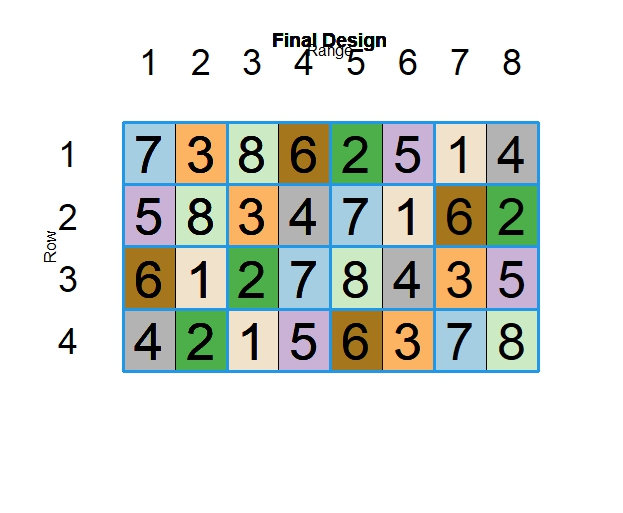 Final Design
Range
1 2 3 4 5 6 7 8
1 7 3 8 6 2 5 1 4
2 5 8 3 4 7 1 6 2
Row
3 6 1 2 7 8 4 3 5
4 4 2 1 5 6 3 7 8